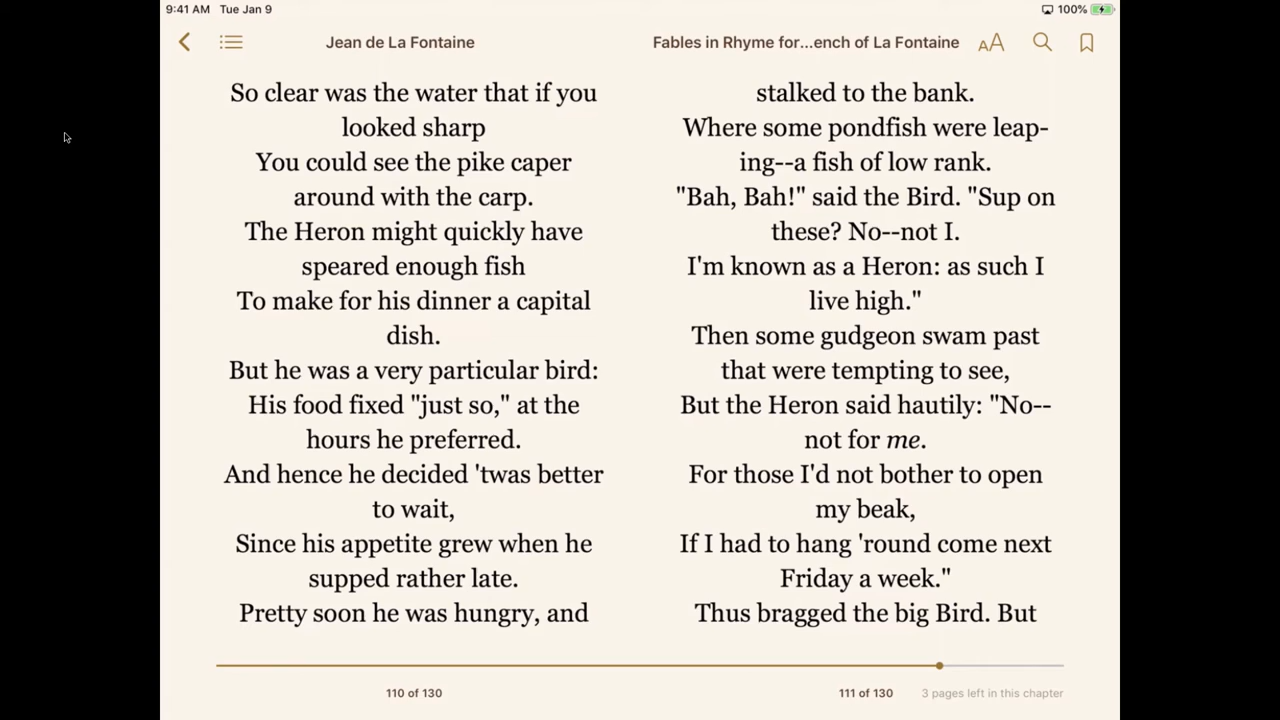 9:41 AM Tue Jan 9
100%
Jean de La Fontaine
Fables in Rhyme for...ench of La Fontaine
AA
So clear was the water that if you
looked sharp
You could see the pike caper
around with the carp.
The Heron might quickly have
speared enough fish
To make for his dinner a capital
dish.
But he was a very particular bird:
His food fixed "just so," at the
hours he preferred.
And hence he decided 'twas better
to wait,
Since his appetite grew when he
supped rather late.
Pretty soon he was hungry, and
stalked to the bank.
Where some pondfish were leap-
ing--a fish of low rank.
"Bah, Bah!" said the Bird. "Sup on
these? No--not I.
I'm known as a Heron: as such I
live high."
Then some gudgeon swam past
that were tempting to see,
But the Heron said hautily: "No--
not for me.
For those I'd not bother to open
my beak,
If I had to hang 'round come next
Friday a week."
Thus bragged the big Bird. But
110 of 130
111 of 130
3 pages left in this chapter